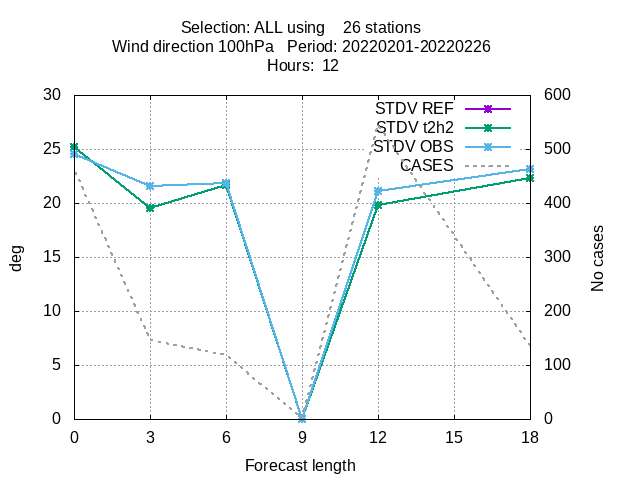 Selection: ALL using    26 stations
Wind direction 100hPa   Period: 20220201-20220226
Hours:  12
30
600
STDV REF
STDV t2h2
STDV OBS
CASES
25
500
20
400
15
300
10
200
5
100
0
0
deg
No cases
0
3
6
9
12
15
18
Forecast length